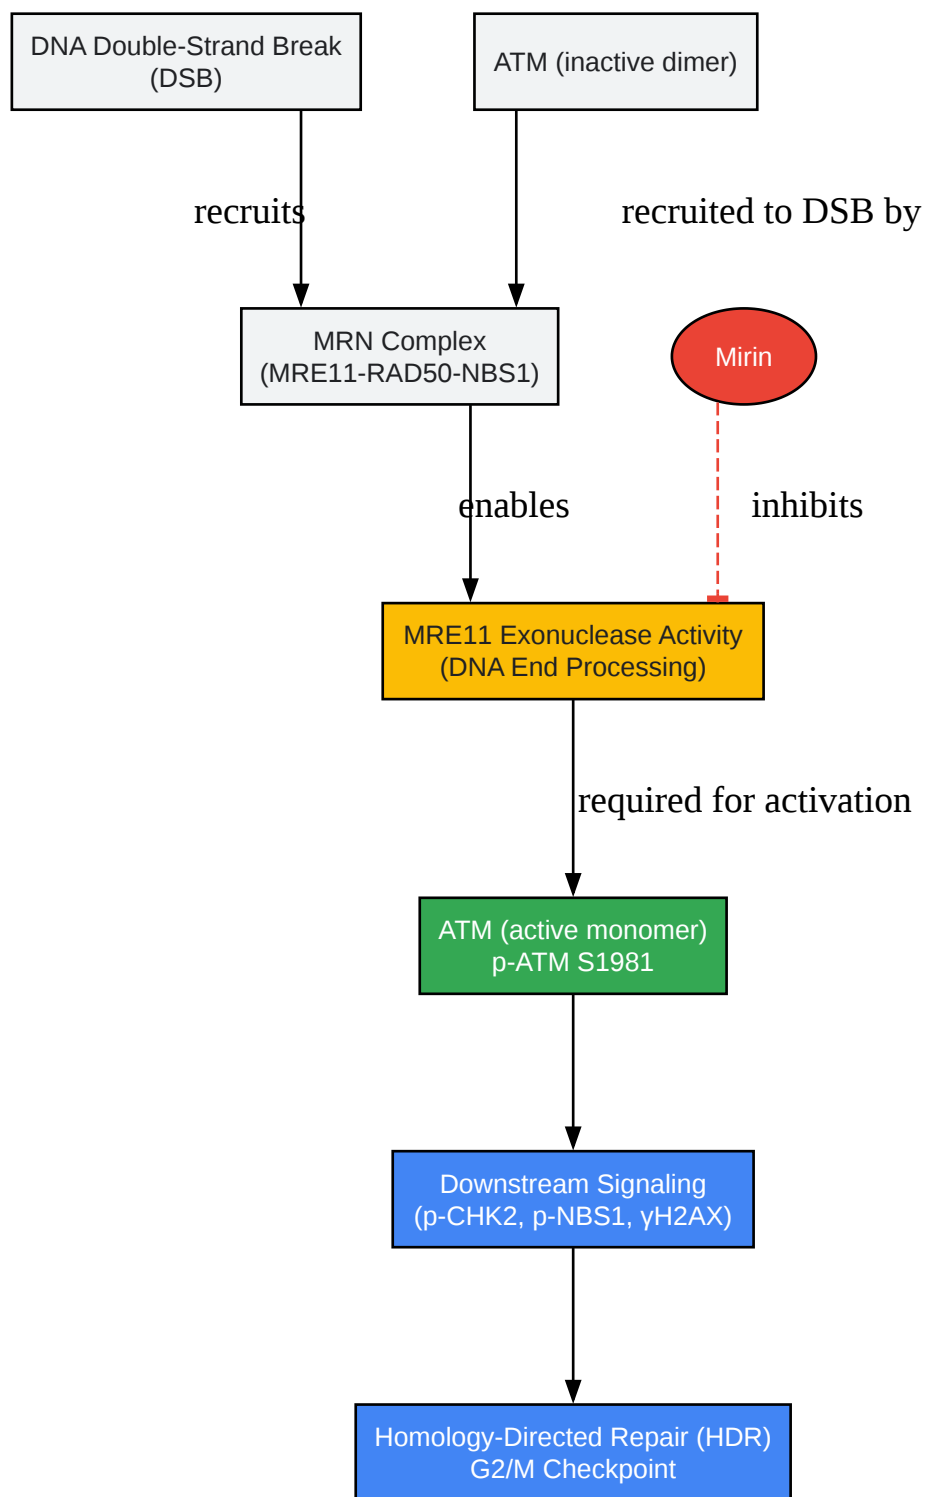 DNA Double-Strand Break
(DSB)
ATM (inactive dimer)
recruits
recruited to DSB by
MRN Complex
(MRE11-RAD50-NBS1)
Mirin
enables
inhibits
MRE11 Exonuclease Activity
(DNA End Processing)
required for activation
ATM (active monomer)
p-ATM S1981
Downstream Signaling
(p-CHK2, p-NBS1, γH2AX)
Homology-Directed Repair (HDR)
G2/M Checkpoint